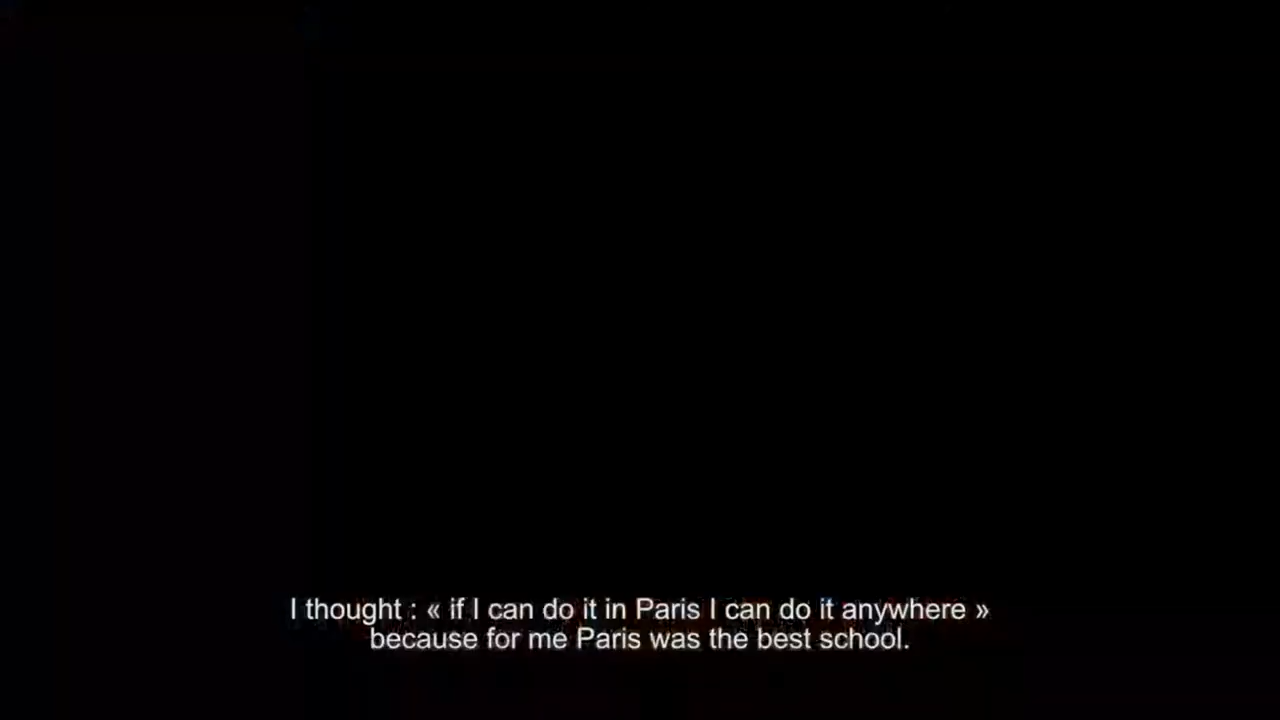 I thought : « if I can do it in Paris I can do it anywhere »
because for me Paris was the best school.